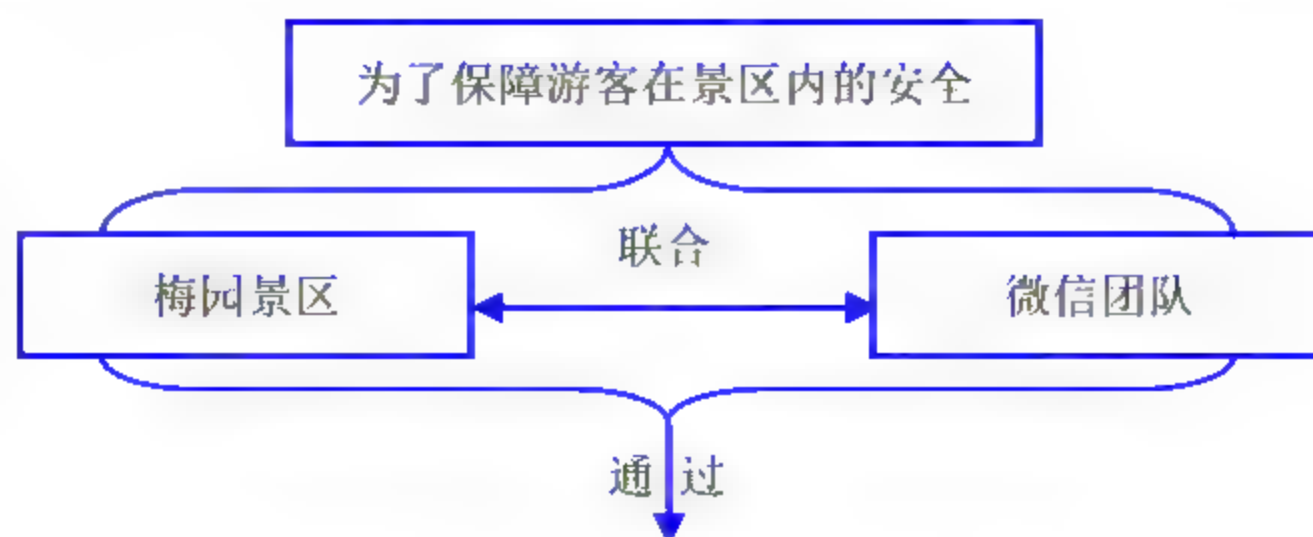 为了保障游客在景区内的安全
联合
梅园景区
微信团队
通过